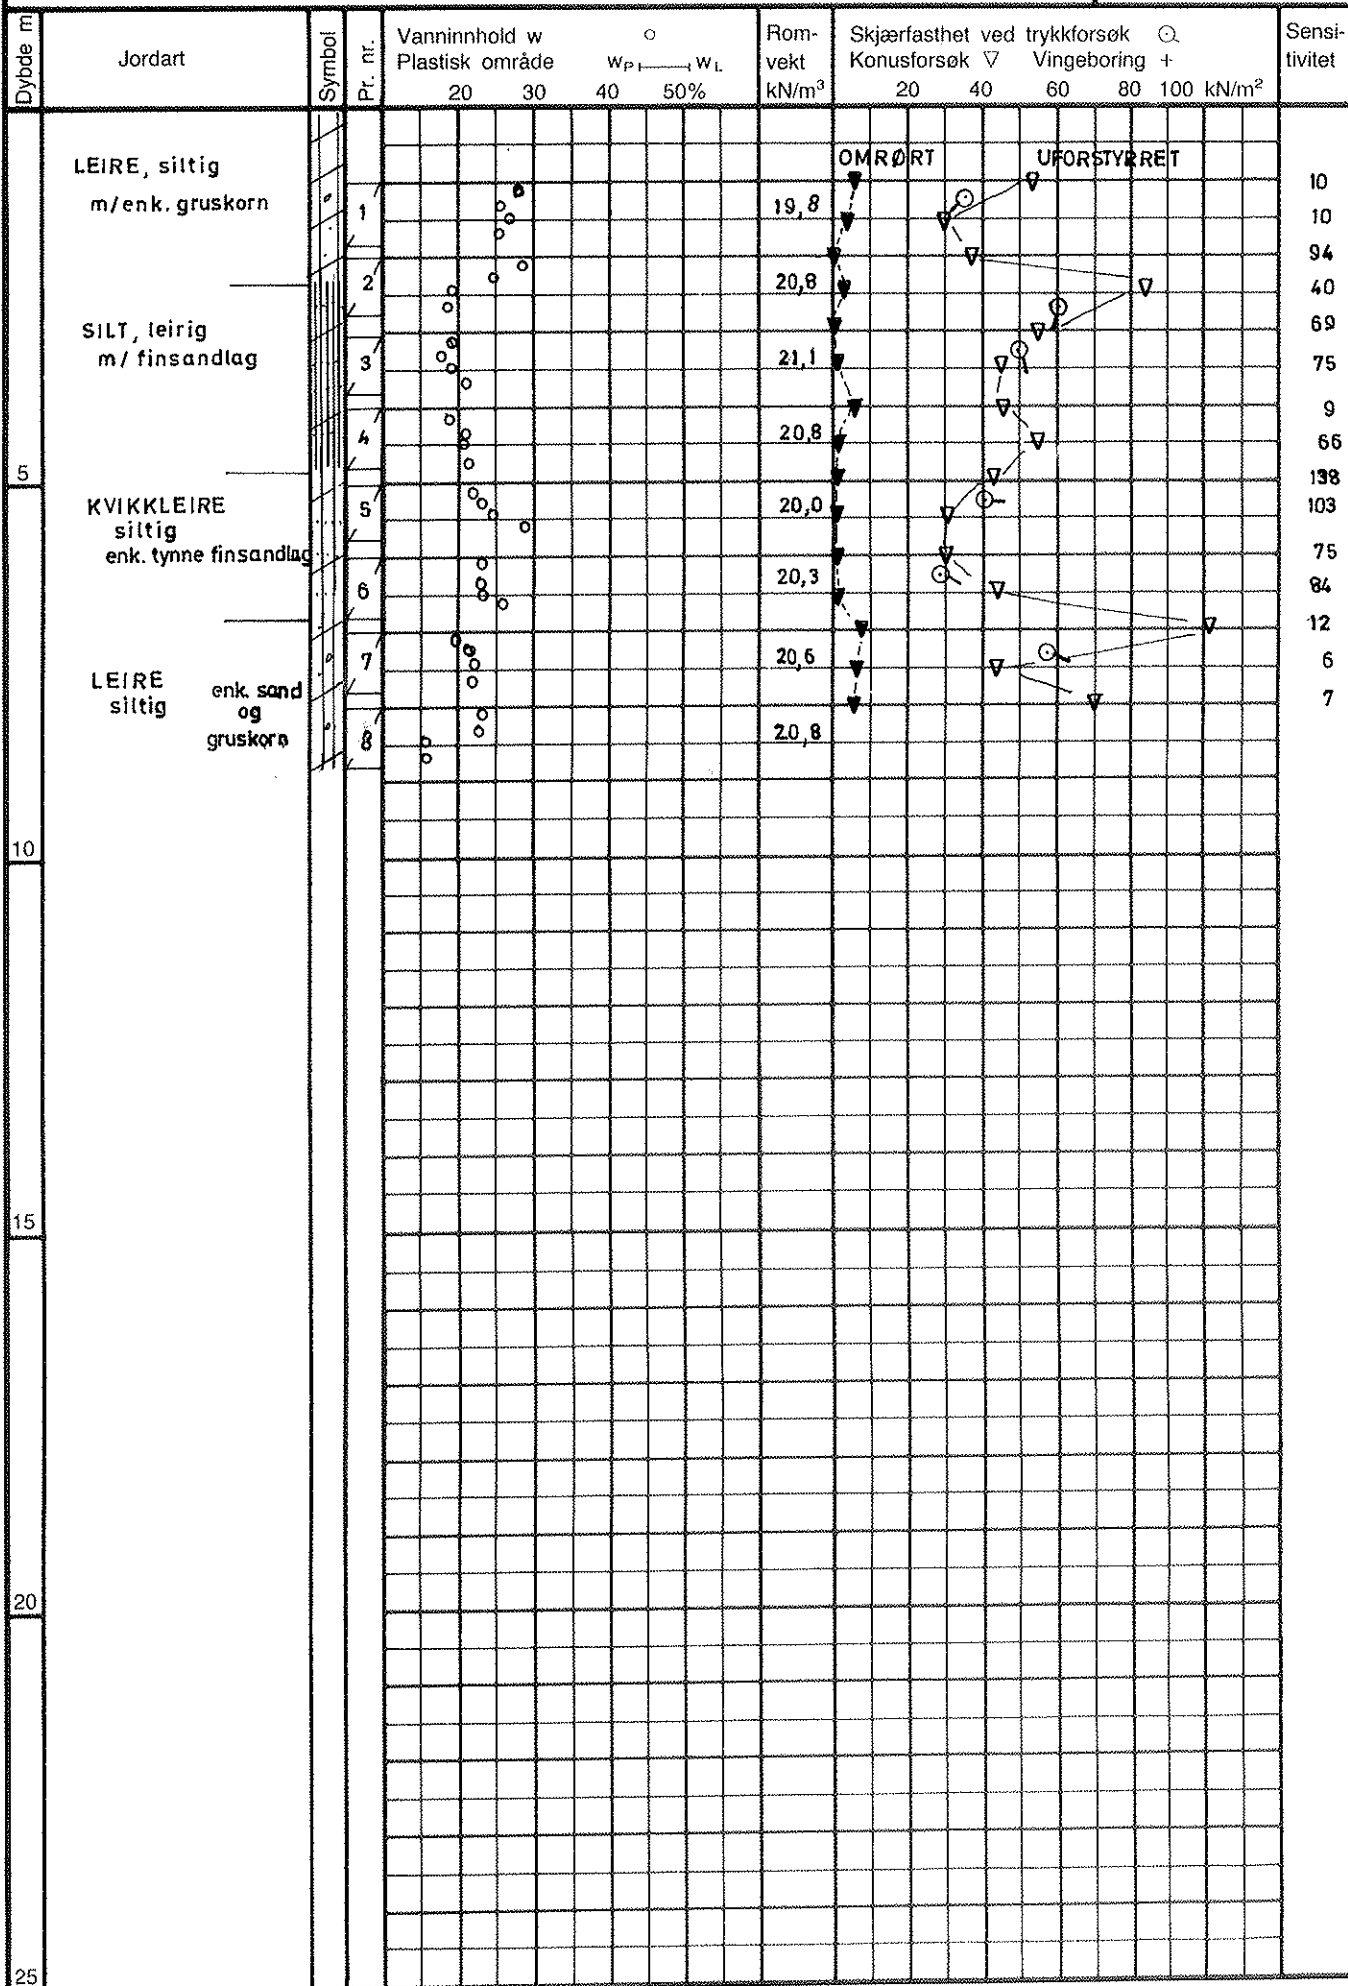 Dybde m
Jordart
Symbol
Pr. nr.
Vanninnhold w ○
Plastisk område WP WL
20 30 40 50%
Rom-
vekt
kN/m³
Skjærfasthet ved trykkforsøk
Konusforsøk ▽ Vingeboring +
20 40 60 80 100 kN/m²
Sensi-
tivitet
OMRØRT UFORSTYRRET
LEIRE, siltig
m/enk. gruskorn
1
19,8
10
10
94
2
20,8
40
69
SILT, leirig
m/ finsandlag
3
21,1
75
9
4
20,8
66
5
KVIKKLEIRE
siltig
enk. tynne finsandlag
5
20,0
103
75
6
20,3
84
12
LEIRE
siltig
enk. sand
og
gruskorn
7
20,6
6
7
8
20,8
10
15
20
25